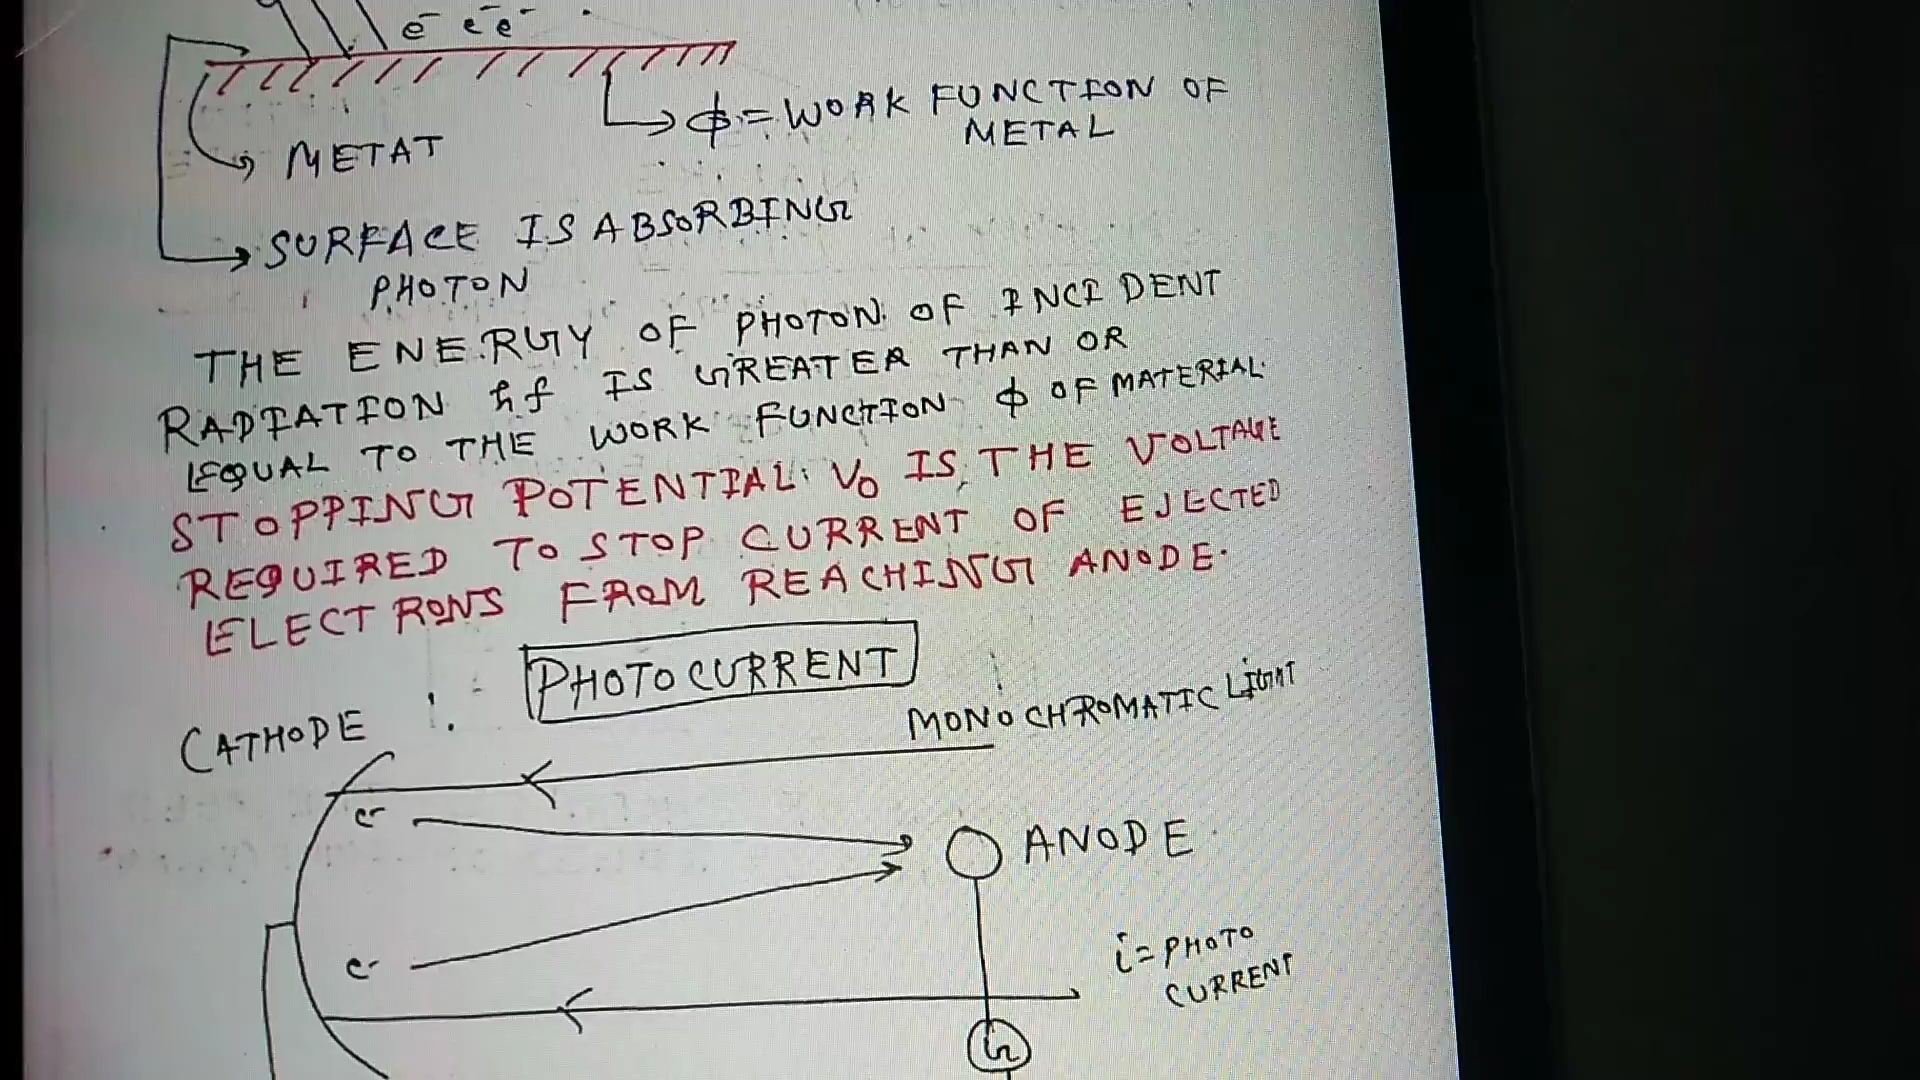 e⁻ e⁻ e⁻
φ = WORK FUNCTION OF
METAL
METAT
SURFACE IS ABSORBING
PHOTON
THE ENERGY OF PHOTON OF INCIDENT
RADIATION hf IS GREATER THAN OR
EQUAL TO THE WORK FUNCTION φ OF MATERIAL.
STOPPING POTENTIAL: V₀ IS THE VOLTAGE
REQUIRED TO STOP CURRENT OF EJECTED
ELECTRONS FROM REACHING ANODE.
PHOTOCURRENT
CATHODE
MONOCHROMATIC LIGHT
e⁻
ANODE
e⁻
i = PHOTO
CURRENT